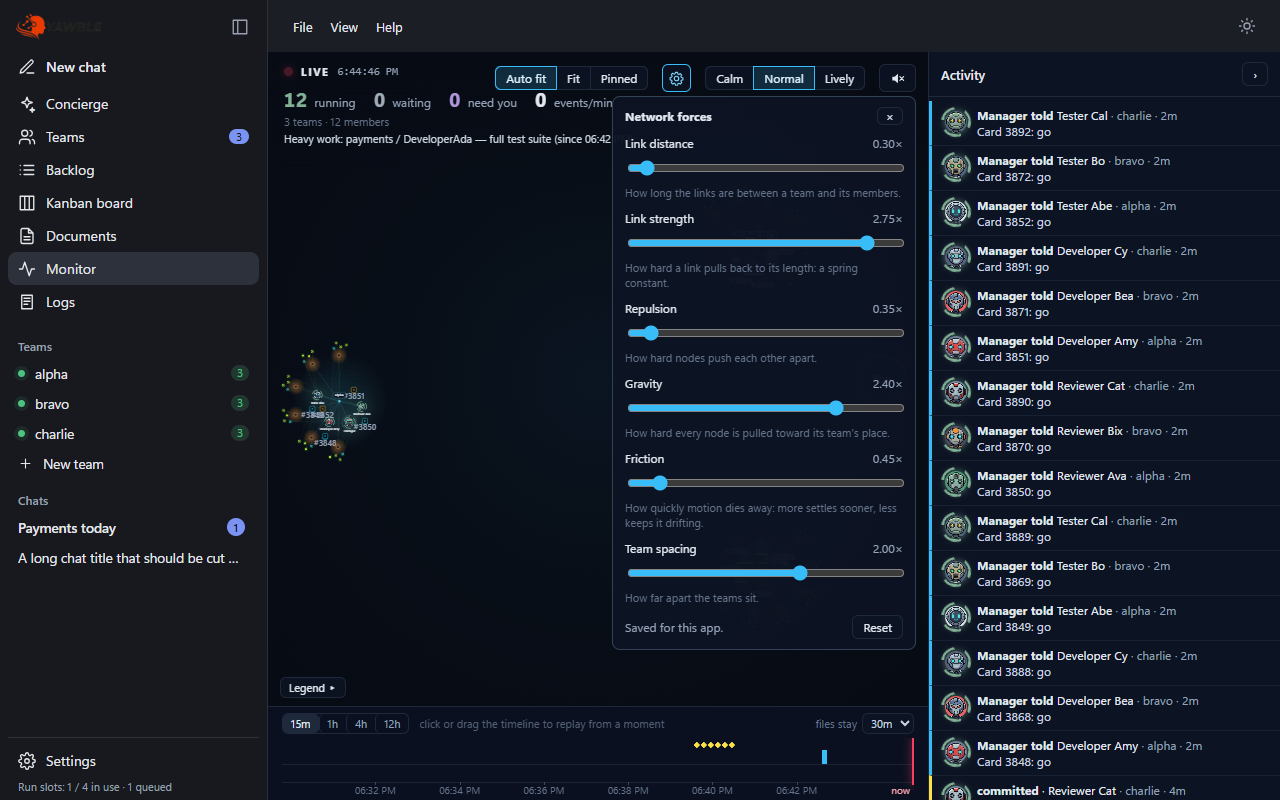 YAWBLE
File
View
Help
New chat
Concierge
Teams
3
Backlog
Kanban board
Documents
Monitor
Logs
Teams
alpha
3
bravo
3
charlie
3
New team
Chats
Payments today
1
A long chat title that should be cut ...
Settings
Run slots: 1 / 4 in use · 1 queued
LIVE 6:44:46 PM
Auto fit
Fit
Pinned
Calm
Normal
Lively
12 running 0 waiting 0 need you 0 events/min
3 teams · 12 members
Heavy work: payments / DeveloperAda — full test suite (since 06:42
#3851
#3850
#3848
Network forces
×
Link distance 0.30×
How long the links are between a team and its members.
Link strength 2.75×
How hard a link pulls back to its length: a spring
constant.
Repulsion 0.35×
How hard nodes push each other apart.
Gravity 2.40×
How hard every node is pulled toward its team's place.
Friction 0.45×
How quickly motion dies away: more settles sooner, less
keeps it drifting.
Team spacing 2.00×
How far apart the teams sit.
Saved for this app.
Reset
Legend
15m
1h
4h
12h
click or drag the timeline to replay from a moment
files stay
30m
06:32 PM
06:34 PM
06:36 PM
06:38 PM
06:40 PM
06:42 PM
now
Activity
Manager told Tester Cal · charlie · 2m
Card 3892: go
Manager told Tester Bo · bravo · 2m
Card 3872: go
Manager told Tester Abe · alpha · 2m
Card 3852: go
Manager told Developer Cy · charlie · 2m
Card 3891: go
Manager told Developer Bea · bravo · 2m
Card 3871: go
Manager told Developer Amy · alpha · 2m
Card 3851: go
Manager told Reviewer Cat · charlie · 2m
Card 3890: go
Manager told Reviewer Bix · bravo · 2m
Card 3870: go
Manager told Reviewer Ava · alpha · 2m
Card 3850: go
Manager told Tester Cal · charlie · 2m
Card 3889: go
Manager told Tester Bo · bravo · 2m
Card 3869: go
Manager told Tester Abe · alpha · 2m
Card 3849: go
Manager told Developer Cy · charlie · 2m
Card 3888: go
Manager told Developer Bea · bravo · 2m
Card 3868: go
Manager told Developer Amy · alpha · 2m
Card 3848: go
committed · Reviewer Cat · charlie · 4m